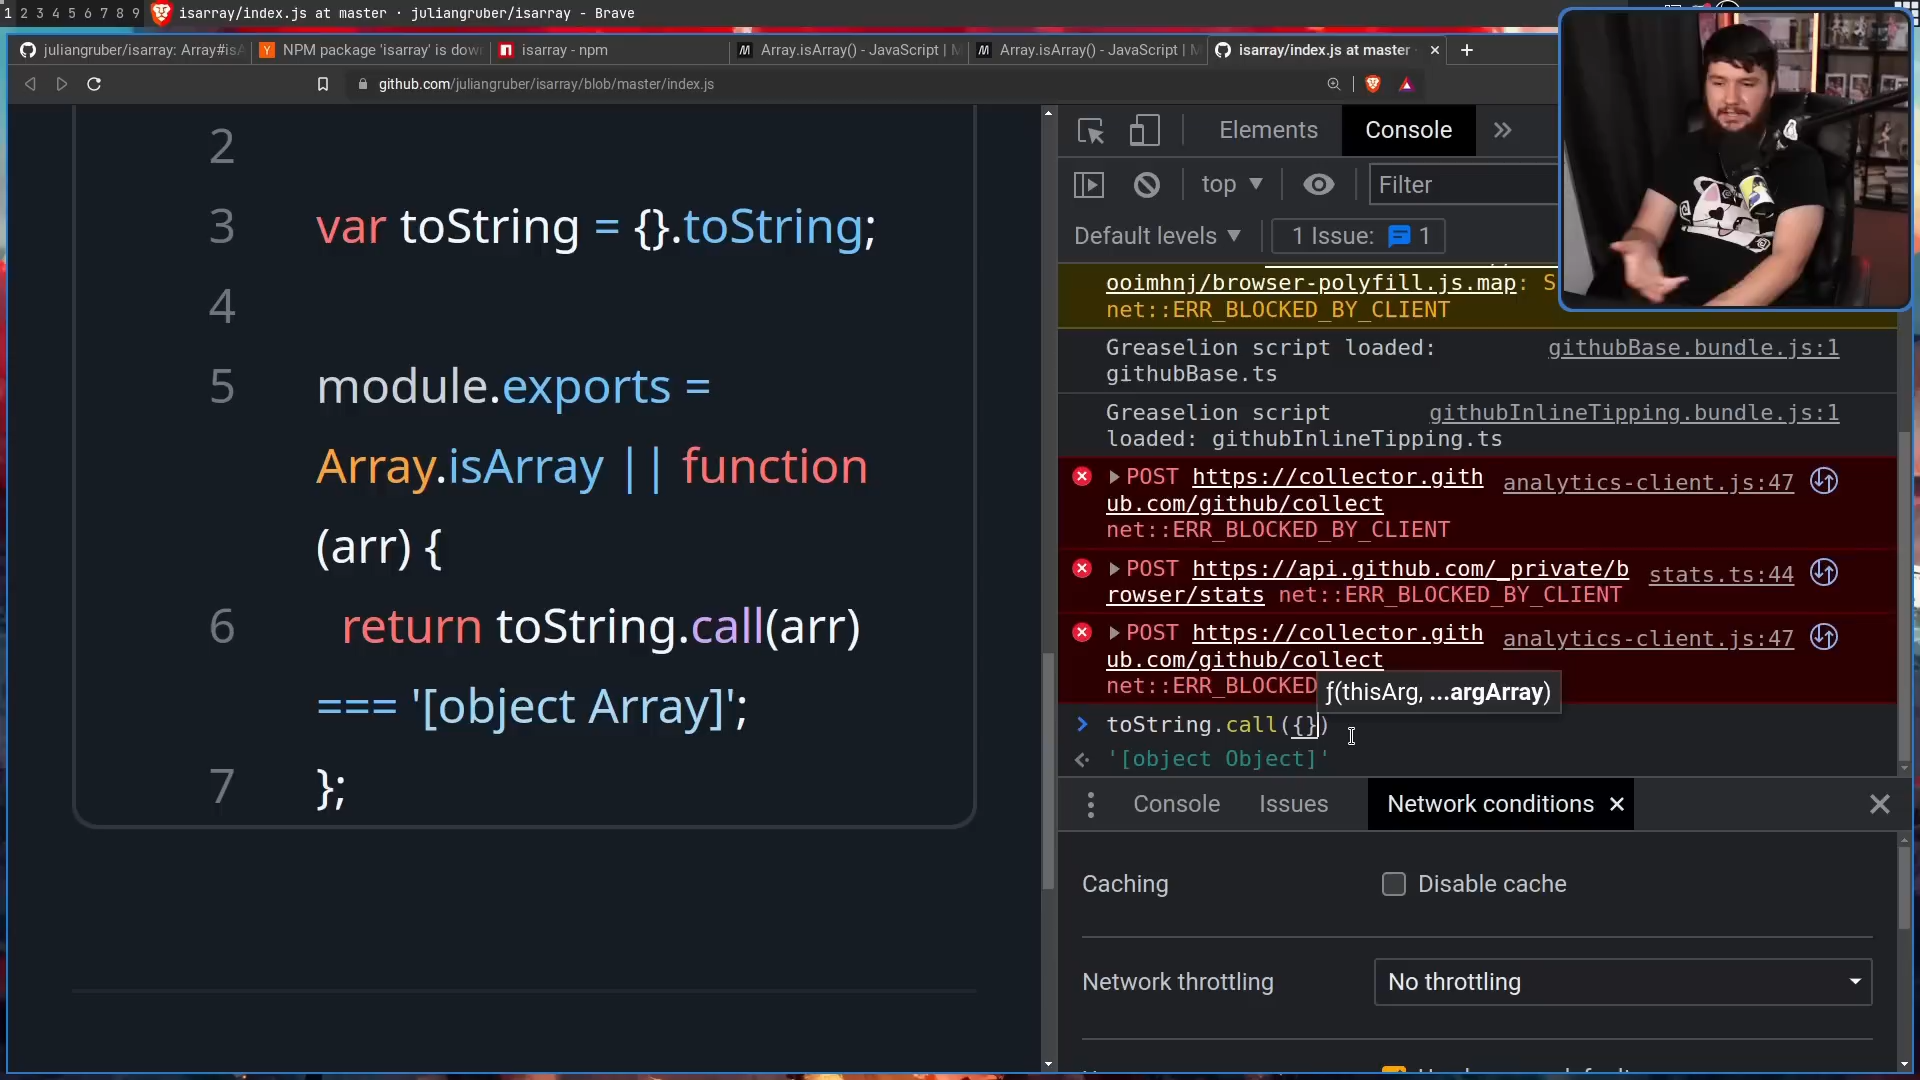 1 2 3 4 5 6 7 8 9 isarray/index.js at master · juliangruber/isarray - Brave
juliangruber/isarray: Array#isA
NPM package 'isarray' is dow
isarray - npm
Array.isArray() - JavaScript | M
Array.isArray() - JavaScript | M
isarray/index.js at master
github.com/juliangruber/isarray/blob/master/index.js
2
3 var toString = {}.toString;
4
5 module.exports =
Array.isArray || function
(arr) {
6 return toString.call(arr)
=== '[object Array]';
7 };
Elements Console
top Filter
Default levels 1 Issue: 1
ooimhnj/browser-polyfill.js.map: S
net::ERR_BLOCKED_BY_CLIENT
Greaselion script loaded: githubBase.bundle.js:1
githubBase.ts
Greaselion script githubInlineTipping.bundle.js:1
loaded: githubInlineTipping.ts
POST https://collector.gith analytics-client.js:47
ub.com/github/collect
net::ERR_BLOCKED_BY_CLIENT
POST https://api.github.com/_private/b stats.ts:44
rowser/stats net::ERR_BLOCKED_BY_CLIENT
POST https://collector.gith analytics-client.js:47
ub.com/github/collect
net::ERR_BLOCKED
ƒ(thisArg, ...argArray)
> toString.call({})
'[object Object]'
Console Issues Network conditions
Caching Disable cache
Network throttling No throttling